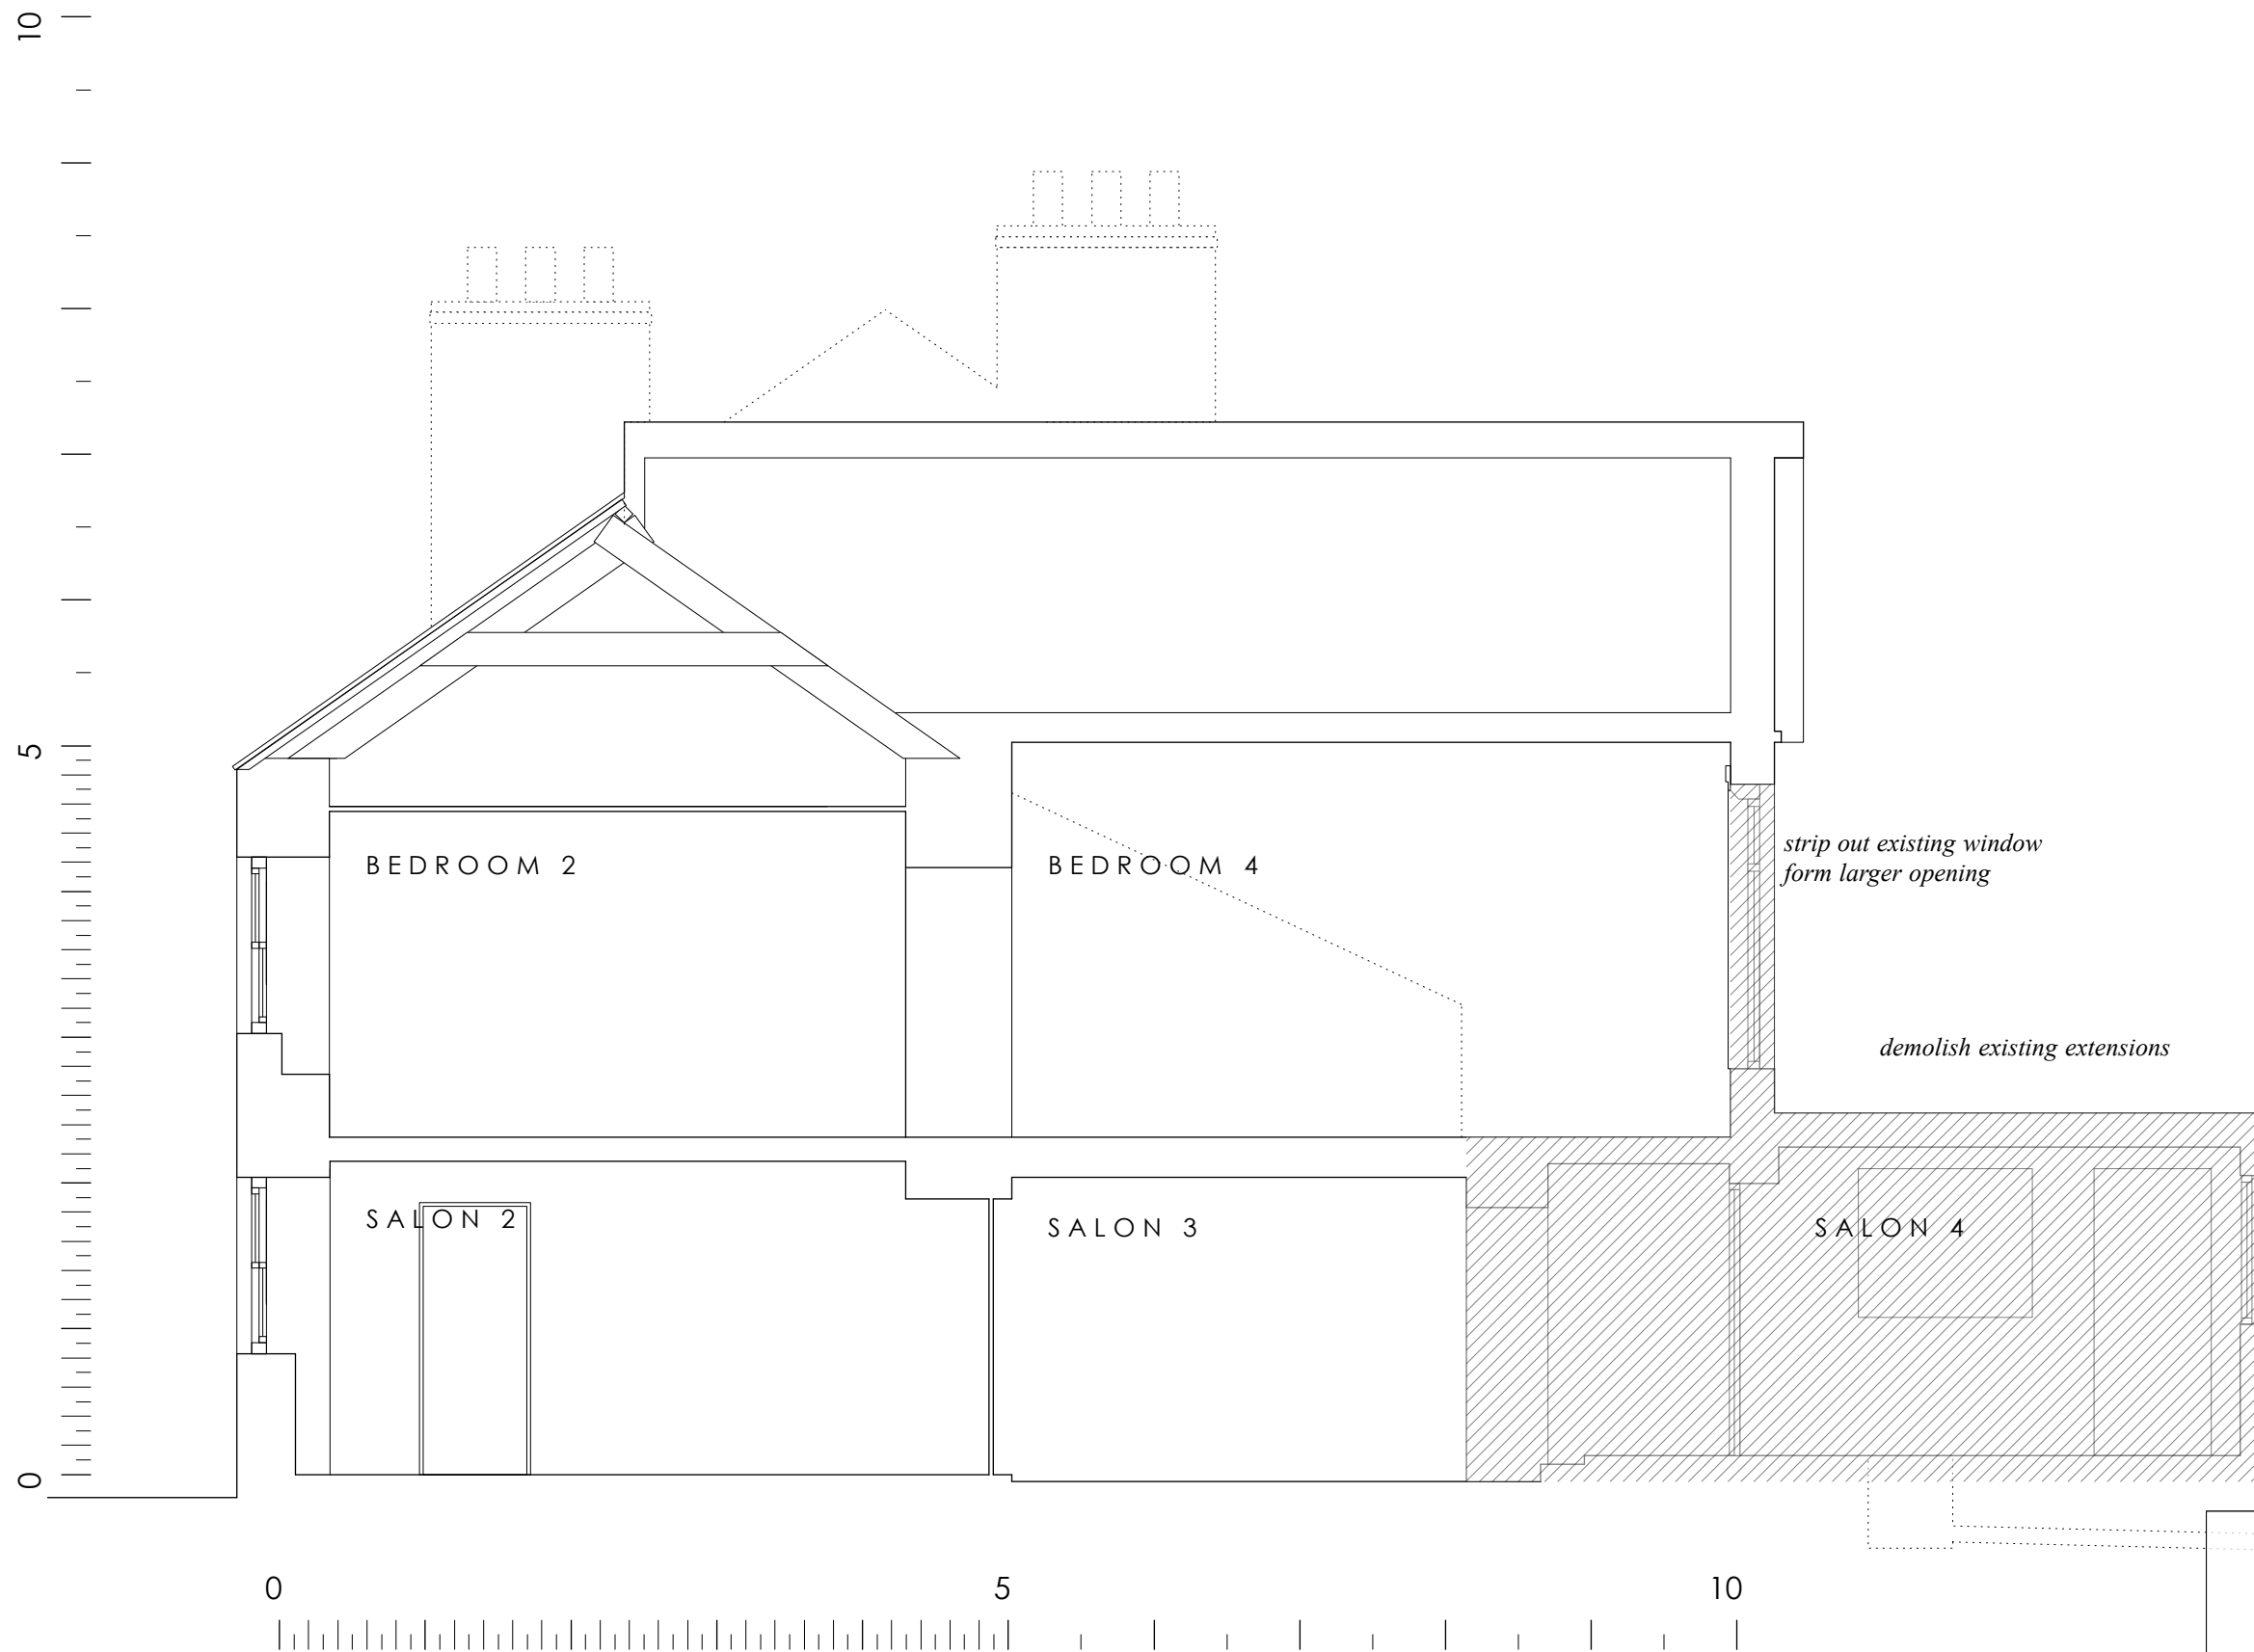 10
5
BEDROOM 2
BEDROOM 4
strip out existing window
form larger opening
demolish existing extensions
SALON 2
SALON 3
SALON 4
0
0
5
10